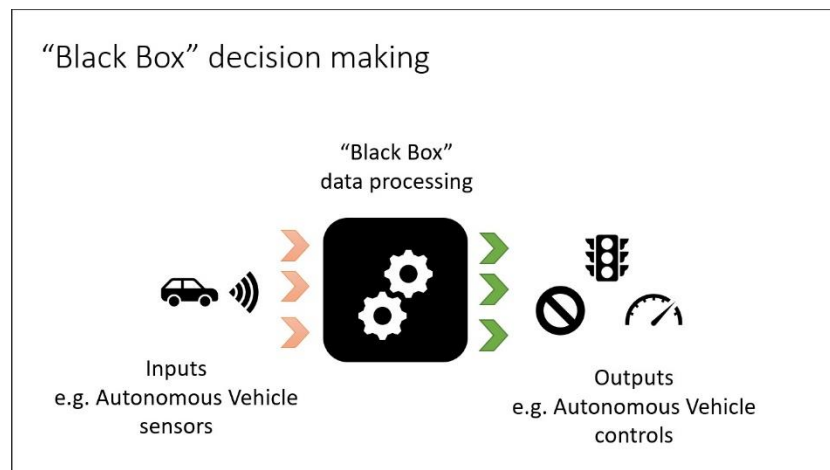 “Black Box” decision making
“Black Box”
data processing
Inputs
e.g. Autonomous Vehicle
sensors
Outputs
e.g. Autonomous Vehicle
controls